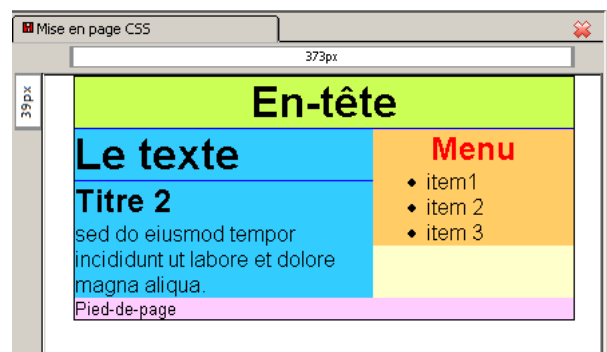 Mise en page CSS
373px
39px
En-tête
Le texte
Titre 2
sed do eiusmod tempor
incididunt ut labore et dolore
magna aliqua.
Menu
item1
item 2
item 3
Pied-de-page